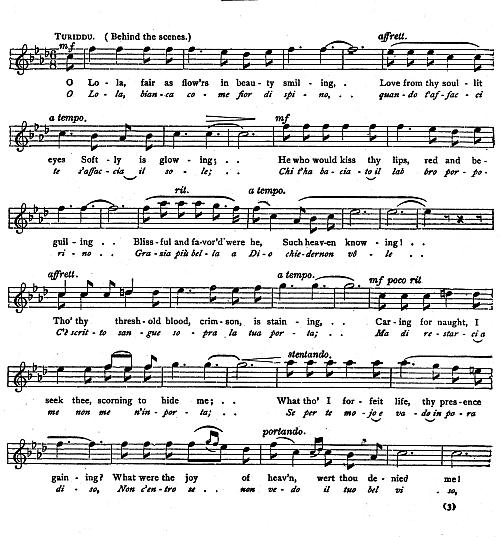 TURIDDU. (Behind the scenes.) affrett.
mf
O Lo - la, fair as flow'rs in beau - ty smil - ing, . . Love from thy soul lit
O Lo - la, bian - ca co - me fior di spi - no, . . quan - do t'af - fac - ci
a tempo. mf
eyes Soft - ly is glow - ing; . . He who would kiss thy lips, red and be -
te s'affac - cia il so - le; . . Chi t'ha ba - cia - to il lab bro por - po -
rit. a tempo.
guil - ing . . Bliss - ful and fa - vor'd were he, Such heav - en know - ing! . .
ri - no . . Gra - zia più bel - la a Di - o chie - der non vô - le . .
affrett. a tempo. mf poco rit
Tho' thy thresh - old blood, crim - son, is stain - ing, . . Car - ing for naught, I
C'è scrit - to san - gue so - pra la tua por - ta; . . Ma di re - star - ci a
stentando.
seek thee, scorning to hide me; . . What tho' I for - feit life, thy pres - ence
me non me n'im - por - ta; . . Se per te mo - jo e va - do in pa - ra
portando.
gain - ing? What were the joy of heav'n, wert thou de - nied me!
di - so, Non c'en - tro se . . non ve - do il tuo bel vi - so,
(3)